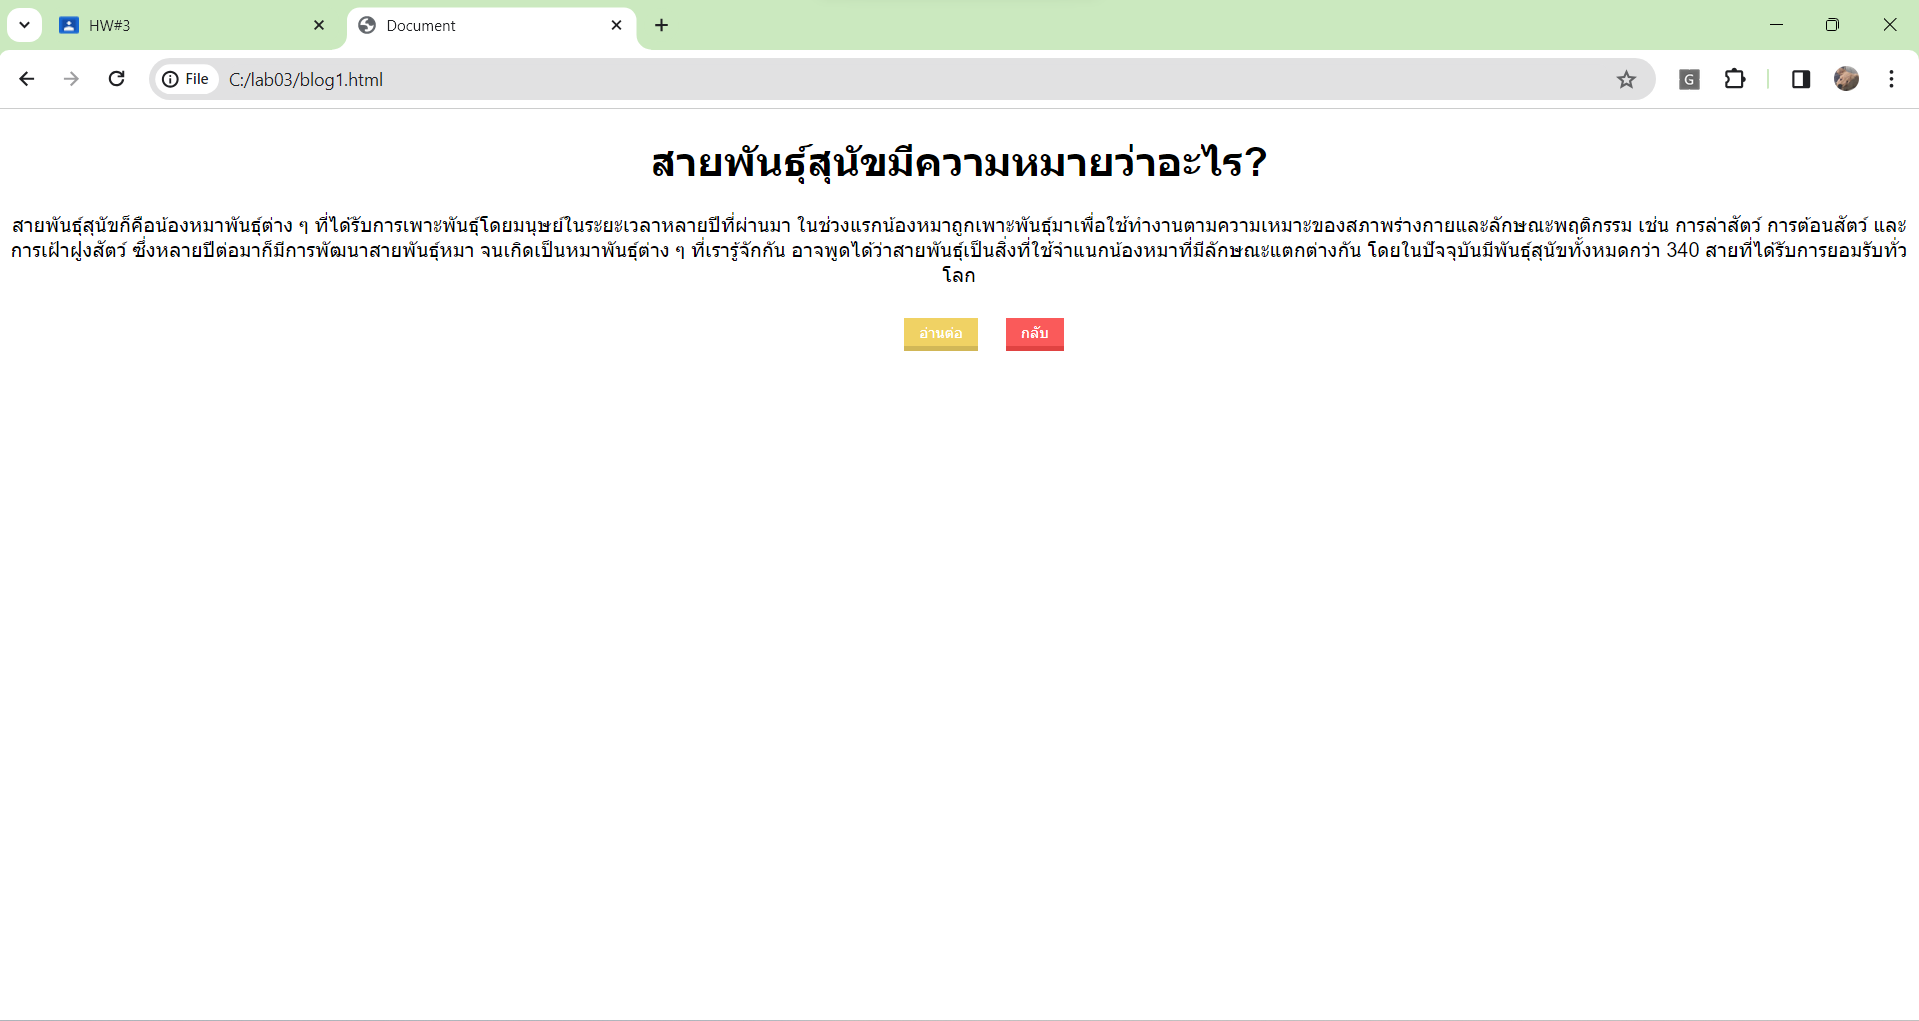 HW#3
Document
File
C:/lab03/blog1.html
G
สายพันธุ์สุนัขมีความหมายว่าอะไร?
สายพันธุ์สุนัขก็คือน้องหมาพันธุ์ต่าง ๆ ที่ได้รับการเพาะพันธุ์โดยมนุษย์ในระยะเวลาหลายปีที่ผ่านมา ในช่วงแรกน้องหมาถูกเพาะพันธุ์มาเพื่อใช้ทำงานตามความเหมาะของสภาพร่างกายและลักษณะพฤติกรรม เช่น การล่าสัตว์ การต้อนสัตว์ และ
การเฝ้าฝูงสัตว์ ซึ่งหลายปีต่อมาก็มีการพัฒนาสายพันธุ์หมา จนเกิดเป็นหมาพันธุ์ต่าง ๆ ที่เรารู้จักกัน อาจพูดได้ว่าสายพันธุ์เป็นสิ่งที่ใช้จำแนกน้องหมาที่มีลักษณะแตกต่างกัน โดยในปัจจุบันมีพันธุ์สุนัขทั้งหมดกว่า 340 สายที่ได้รับการยอมรับทั่ว
โลก
อ่านต่อ
กลับ